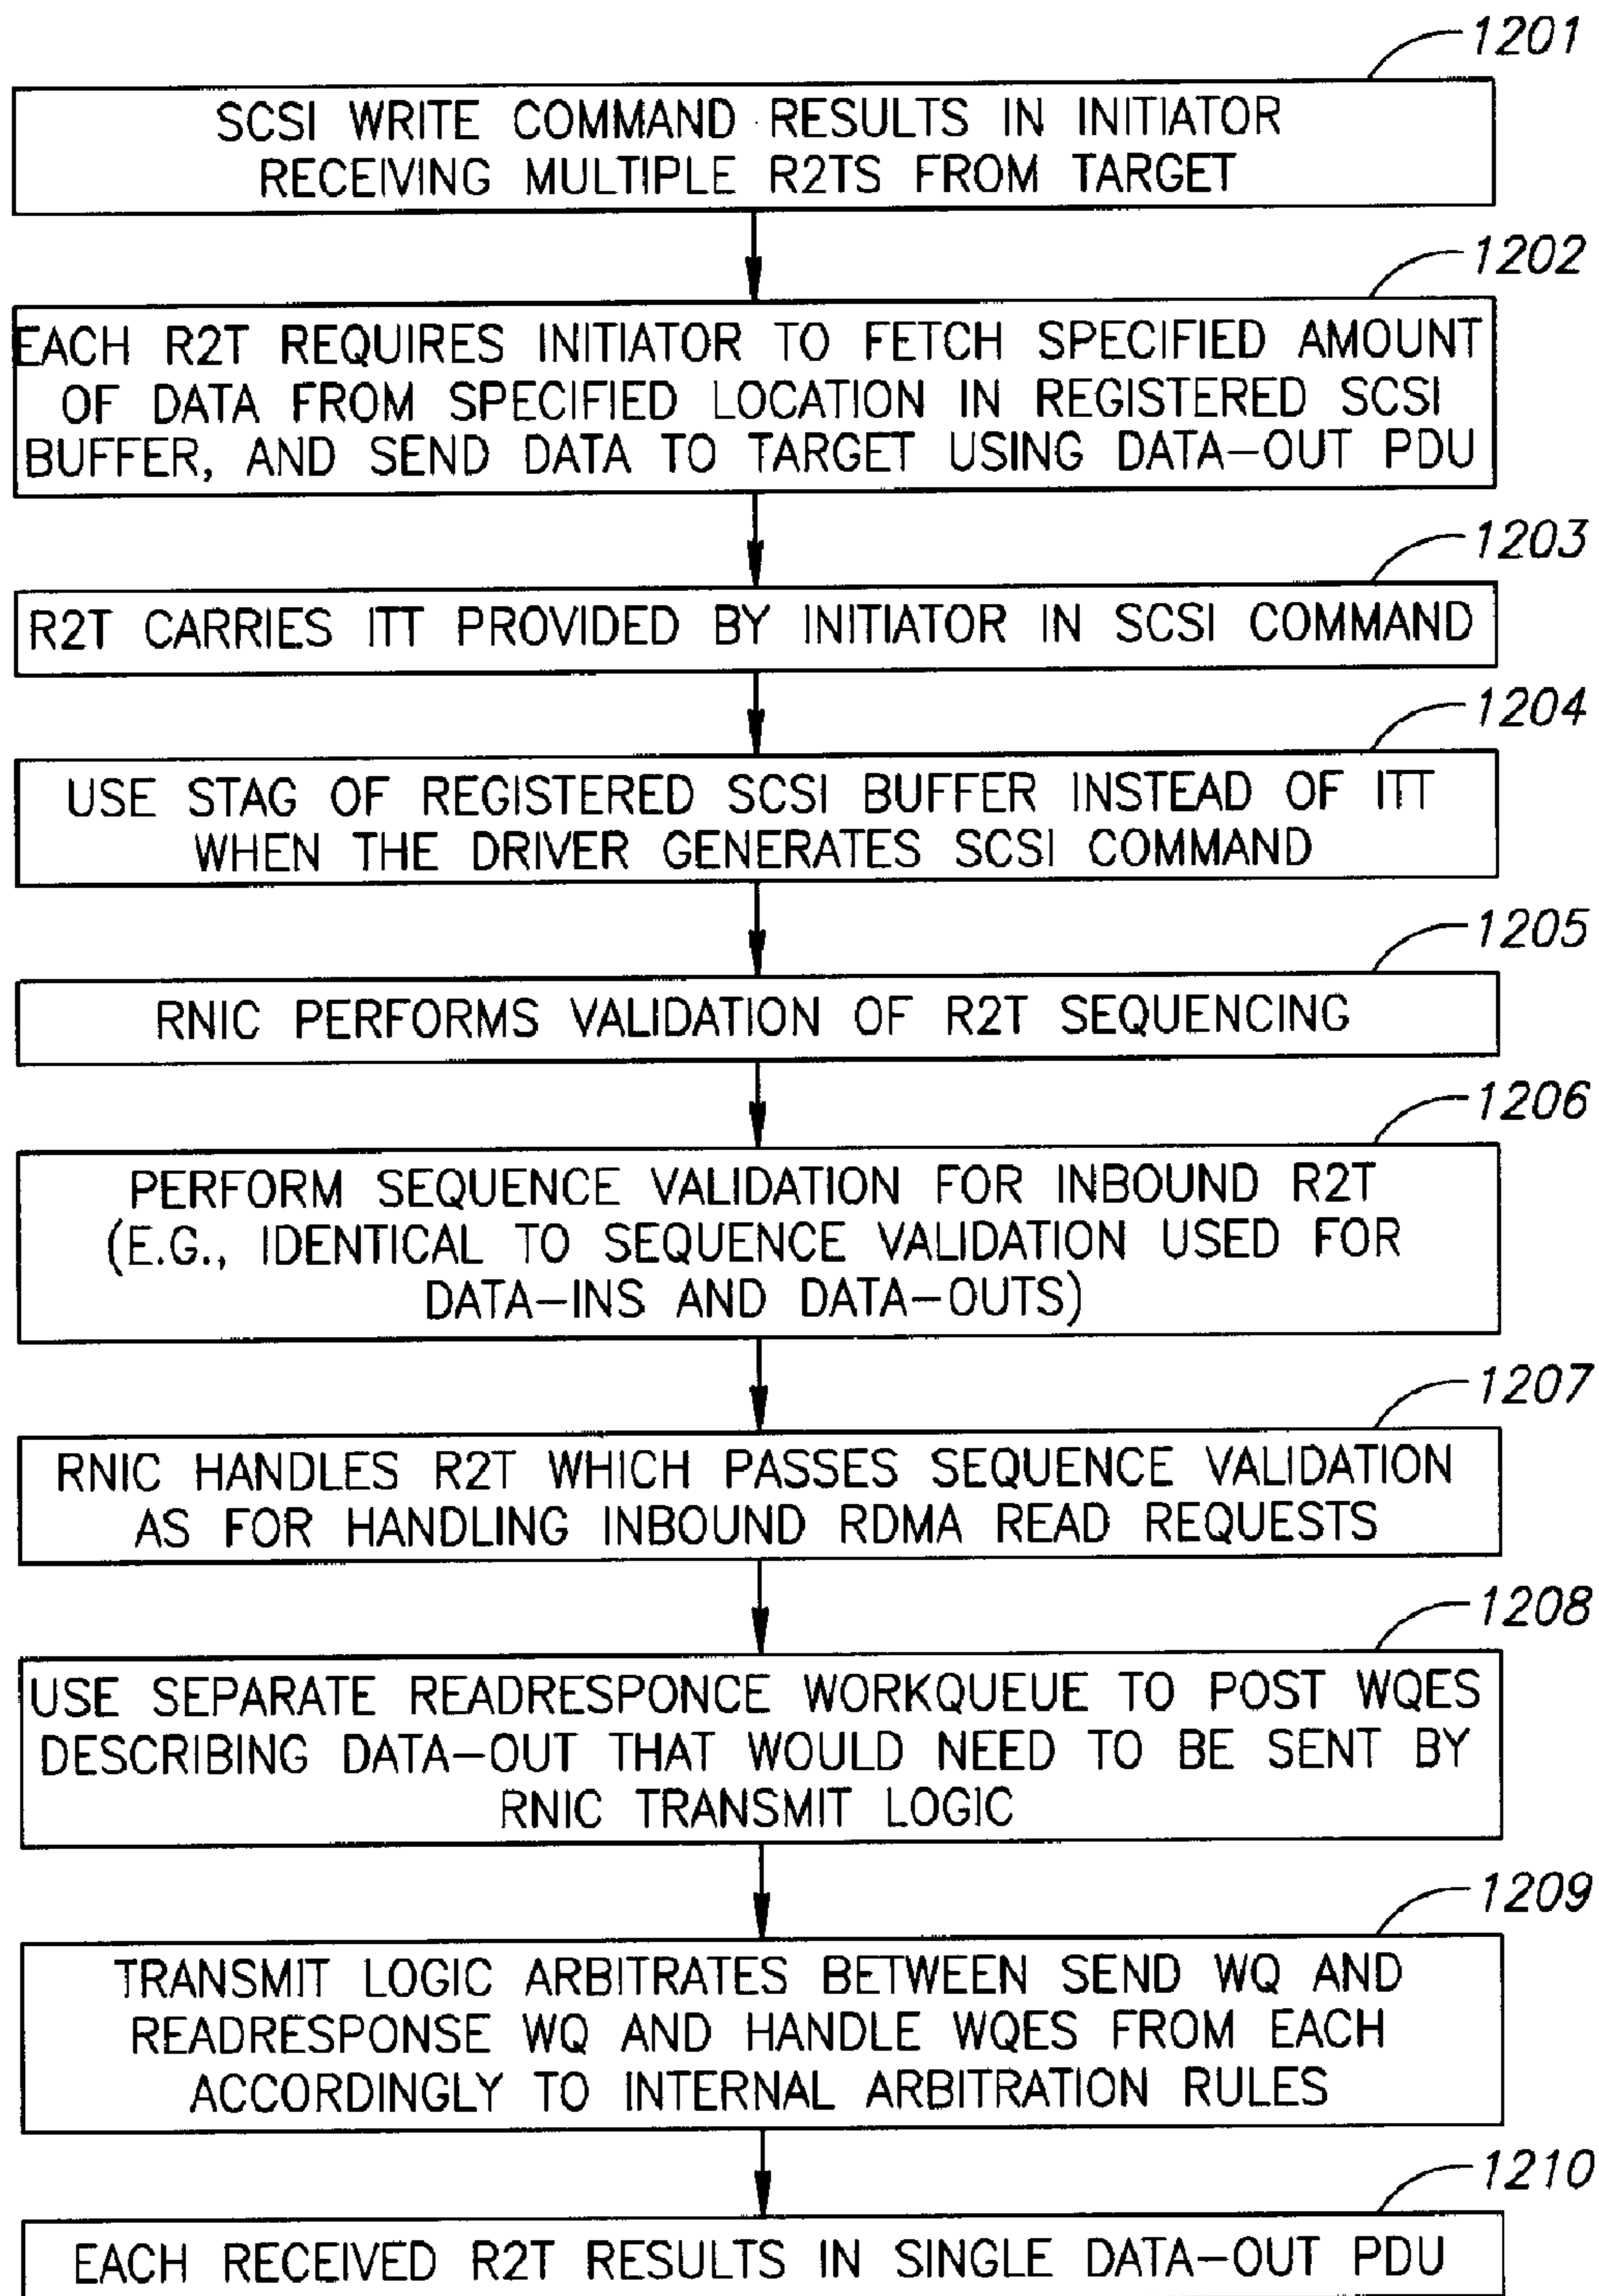 1201
SCSI WRITE COMMAND RESULTS IN INITIATOR
RECEIVING MULTIPLE R2TS FROM TARGET
1202
EACH R2T REQUIRES INITIATOR TO FETCH SPECIFIED AMOUNT
OF DATA FROM SPECIFIED LOCATION IN REGISTERED SCSI
BUFFER, AND SEND DATA TO TARGET USING DATA-OUT PDU
1203
R2T CARRIES ITT PROVIDED BY INITIATOR IN SCSI COMMAND
1204
USE STAG OF REGISTERED SCSI BUFFER INSTEAD OF ITT
WHEN THE DRIVER GENERATES SCSI COMMAND
1205
RNIC PERFORMS VALIDATION OF R2T SEQUENCING
1206
PERFORM SEQUENCE VALIDATION FOR INBOUND R2T
(E.G., IDENTICAL TO SEQUENCE VALIDATION USED FOR
DATA-INS AND DATA-OUTS)
1207
RNIC HANDLES R2T WHICH PASSES SEQUENCE VALIDATION
AS FOR HANDLING INBOUND RDMA READ REQUESTS
1208
USE SEPARATE READRESPONCE WORKQUEUE TO POST WQES
DESCRIBING DATA-OUT THAT WOULD NEED TO BE SENT BY
RNIC TRANSMIT LOGIC
1209
TRANSMIT LOGIC ARBITRATES BETWEEN SEND WQ AND
READRESPONSE WQ AND HANDLE WQES FROM EACH
ACCORDINGLY TO INTERNAL ARBITRATION RULES
1210
EACH RECEIVED R2T RESULTS IN SINGLE DATA-OUT PDU